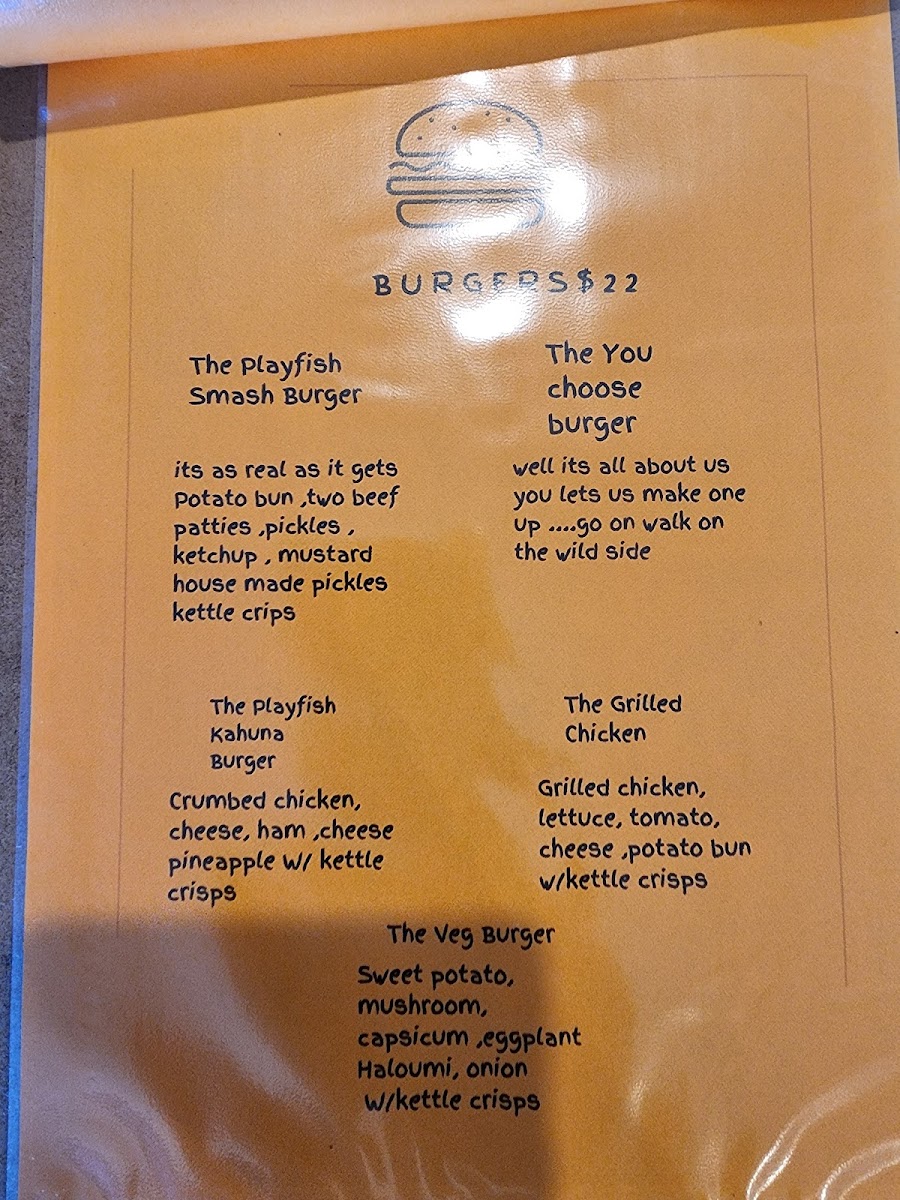 BURGERS$22
The Playfish
Smash Burger
its as real as it gets
Potato bun ,two beef
patties ,pickles ,
ketchup , mustard
house made pickles
kettle crips
The You
choose
burger
well its all about us
you lets us make one
up ....go on walk on
the wild side
The Playfish
Kahuna
Burger
Crumbed chicken,
cheese, ham ,cheese
pineapple W/ kettle
crisps
The Grilled
Chicken
Grilled chicken,
lettuce, tomato,
cheese ,potato bun
w/kettle crisps
The Veg Burger
Sweet potato,
mushroom,
capsicum ,eggplant
Haloumi, onion
W/kettle crisps